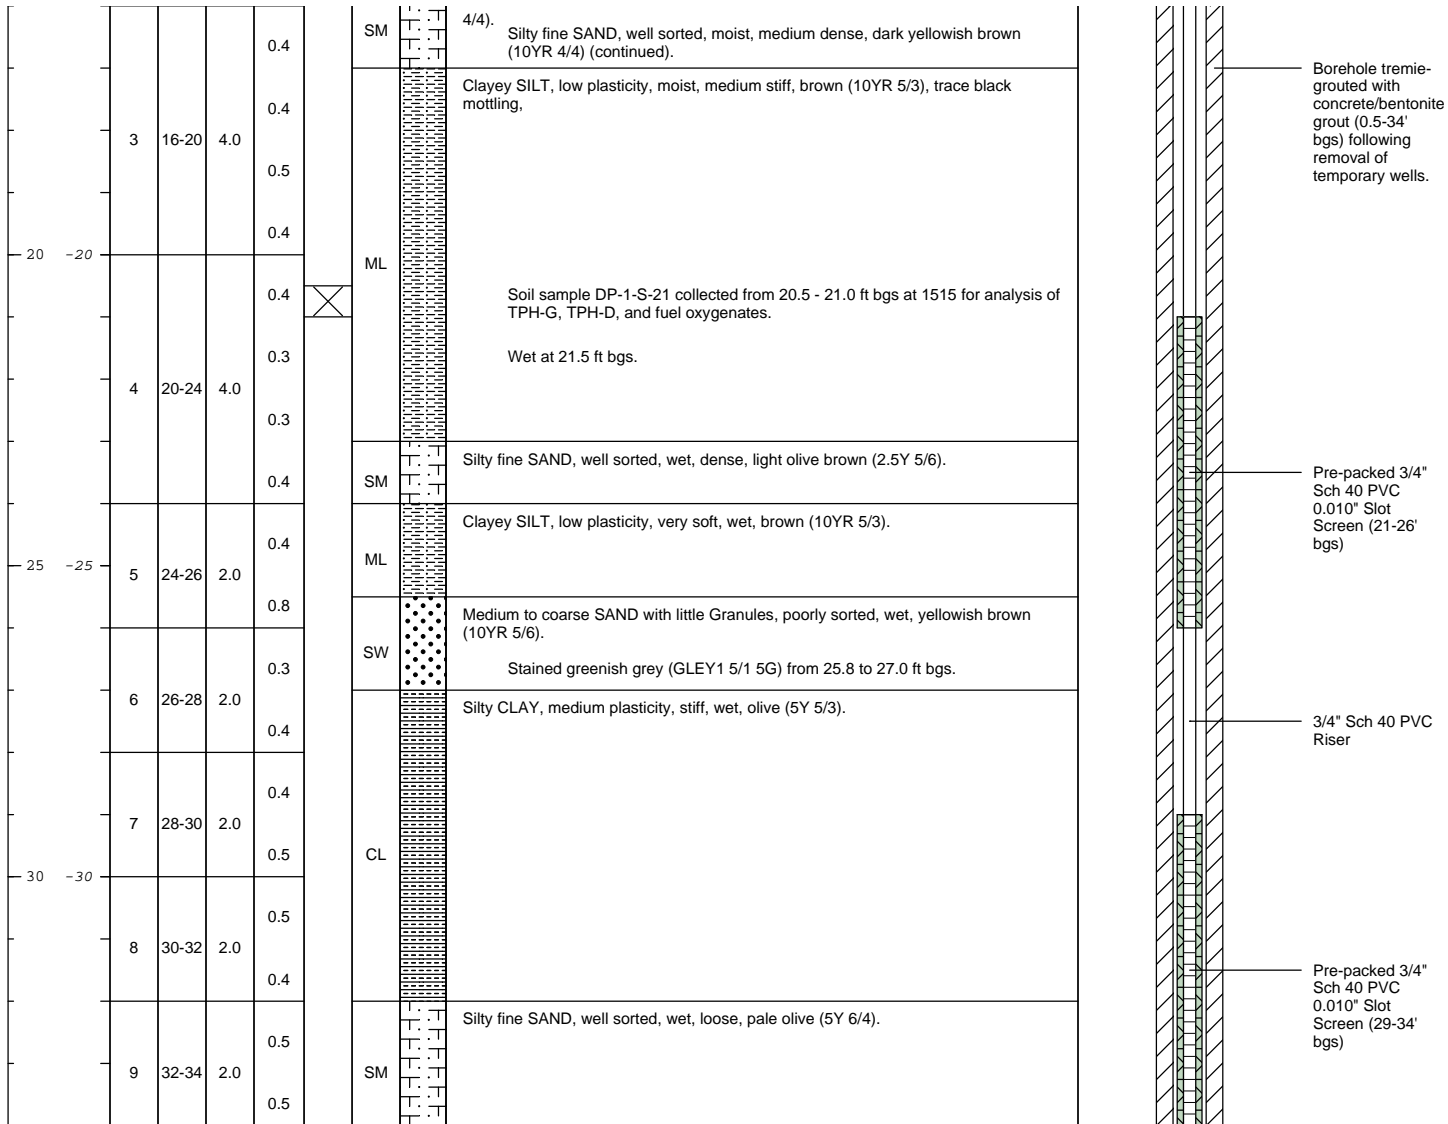 SM
4/4).
Silty fine SAND, well sorted, moist, medium dense, dark yellowish brown
(10YR 4/4) (continued).
0.4
Clayey SILT, low plasticity, moist, medium stiff, brown (10YR 5/3), trace black
mottling,
Borehole tremie-
grouted with
concrete/bentonite
grout (0.5-34'
bgs) following
removal of
temporary wells.
0.4
3 16-20 4.0
0.5
0.4
20 -20
ML
0.4
Soil sample DP-1-S-21 collected from 20.5 - 21.0 ft bgs at 1515 for analysis of
TPH-G, TPH-D, and fuel oxygenates.
0.3
Wet at 21.5 ft bgs.
4 20-24 4.0
0.3
Silty fine SAND, well sorted, wet, dense, light olive brown (2.5Y 5/6).
0.4
SM
Pre-packed 3/4"
Sch 40 PVC
0.010" Slot
Screen (21-26'
bgs)
Clayey SILT, low plasticity, very soft, wet, brown (10YR 5/3).
0.4
ML
25 -25
5 24-26 2.0
0.8
Medium to coarse SAND with little Granules, poorly sorted, wet, yellowish brown
(10YR 5/6).
SW
0.3
Stained greenish grey (GLEY1 5/1 5G) from 25.8 to 27.0 ft bgs.
6 26-28 2.0
Silty CLAY, medium plasticity, stiff, wet, olive (5Y 5/3).
0.4
3/4" Sch 40 PVC
Riser
0.4
7 28-30 2.0
0.5
CL
30 -30
0.5
8 30-32 2.0
0.4
Pre-packed 3/4"
Sch 40 PVC
0.010" Slot
Screen (29-34'
bgs)
Silty fine SAND, well sorted, wet, loose, pale olive (5Y 6/4).
0.5
9 32-34 2.0
SM
0.5